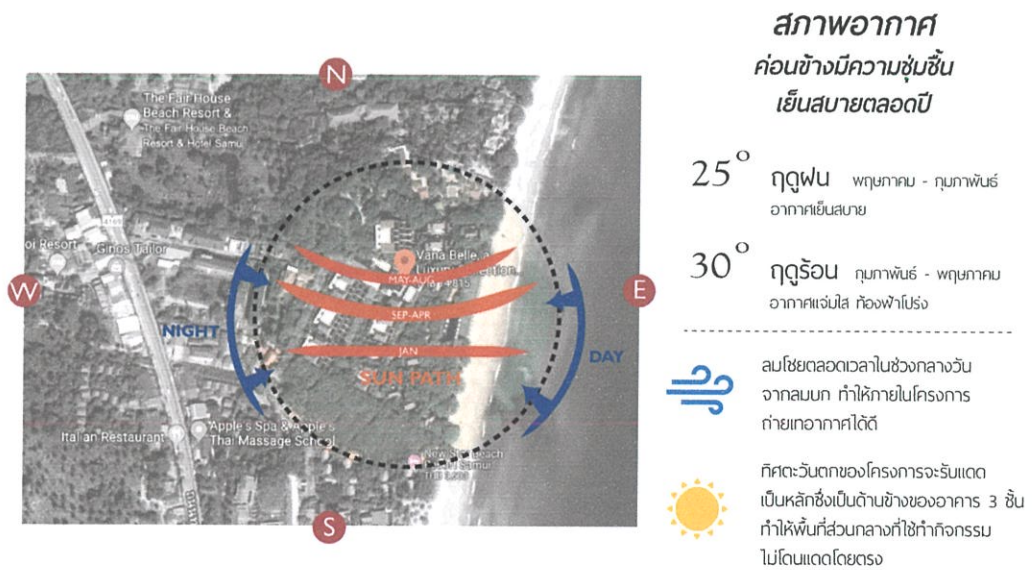 สภาพอากาศ
ค่อนข้างมีความชุ่มชื้น
เย็นสบายตลอดปี
25° ฤดูฝน พฤษภาคม - กุมภาพันธ์
อากาศเย็นสบาย
30° ฤดูร้อน กุมภาพันธ์ - พฤษภาคม
อากาศแจ่มใส ท้องฟ้าโปร่ง
ลมโชยตลอดเวลาในช่วงกลางวัน
จากลมบก ทำให้ภายในโครงการ
ถ่ายเทอากาศได้ดี
ทิศตะวันตกของโครงการจะรับแดด
เป็นหลักซึ่งเป็นด้านข้างของอาคาร 3 ชั้น
ทำให้พื้นที่ส่วนกลางที่ใช้ทำกิจกรรม
ไม่โดนแดดโดยตรง
N
The Fair House
Beach Resort &
The Fair House Beach
Resort & Hotel Samui
4169
Resort
Ginos Tailor
Vana Belle, a
Luxury Collection
MAY-AUG
W
E
SEP-APR
NIGHT
DAY
JAN
SUN PATH
Italian Restaurant
Apple's Spa & Apple's
Thai Massage School
S